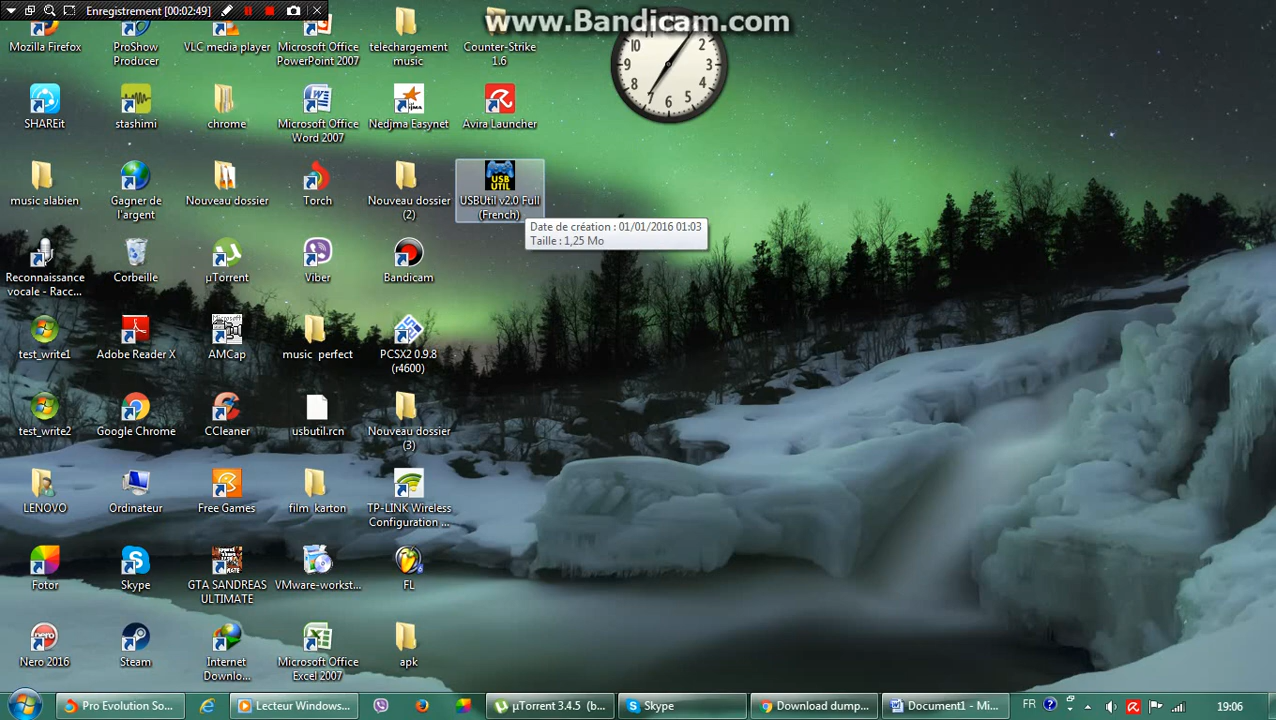 Enregistrement [00:02:49]
www.Bandicam.com
Mozilla Firefox
ProShow
Producer
VLC media player
Microsoft Office
PowerPoint 2007
telechargement
music
Counter-Strike
1.6
SHAREit
stashimi
chrome
Microsoft Office
Word 2007
Nedjma Easynet
Avira Launcher
music alabien
Gagner de
l'argent
Nouveau dossier
Torch
Nouveau dossier
(2)
USB
UTIL
USBUtil v2.0 Full
(French)
Date de création : 01/01/2016 01:03
Taille : 1,25 Mo
Reconnaissance
vocale - Racc...
Corbeille
µTorrent
Viber
Bandicam
test_write1
Adobe Reader X
AMCap
music perfect
PCSX2 0.9.8
(r4600)
test_write2
Google Chrome
CCleaner
usbutil.rcn
Nouveau dossier
(3)
LENOVO
Ordinateur
Free Games
film karton
TP-LINK Wireless
Configuration ...
Fotor
Skype
GTA SANDREAS
ULTIMATE
VMware-workst...
FL
Nero 2016
Steam
Internet
Downlo...
Microsoft Office
Excel 2007
apk
Pro Evolution So...
Lecteur Windows...
µTorrent 3.4.5 (b...
Skype
Download dump...
Document1 - Mi...
FR
19:06